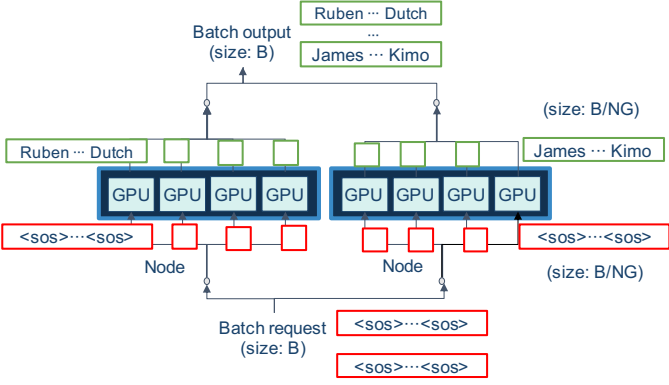 Ruben ··· Dutch
...
James ··· Kimo
Batch output
(size: B)
(size: B/NG)
Ruben ··· Dutch
James ··· Kimo
GPU GPU GPU GPU
GPU GPU GPU GPU
<sos>···<sos>
<sos>···<sos>
Node
Node
(size: B/NG)
Batch request
(size: B)
<sos>···<sos>
<sos>···<sos>